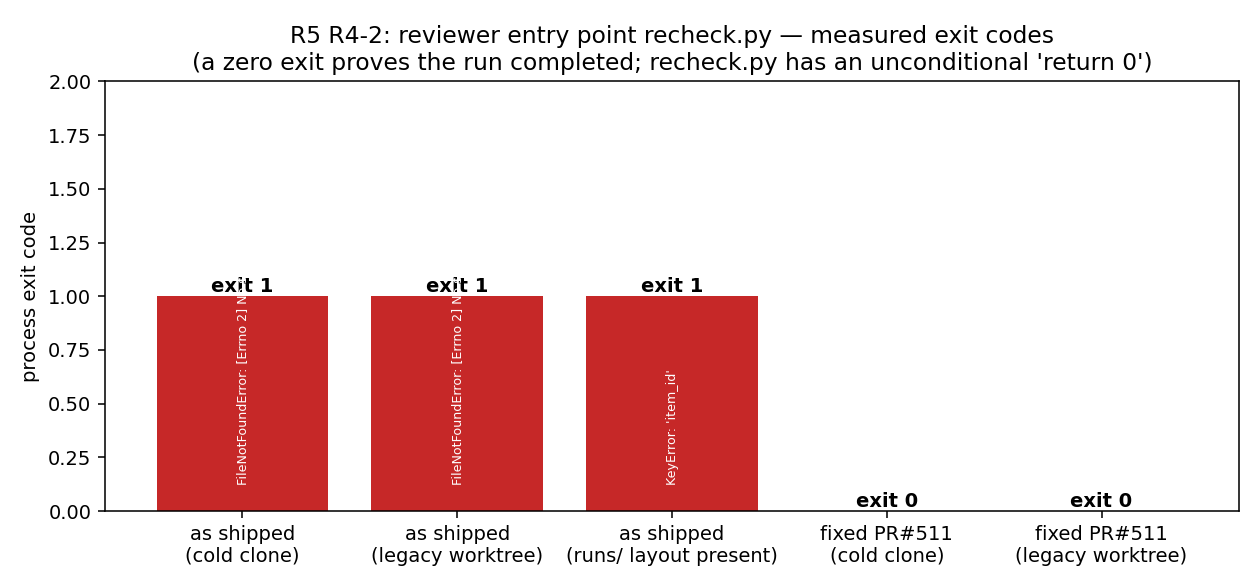 R5 R4-2: reviewer entry point recheck.py — measured exit codes
(a zero exit proves the run completed; recheck.py has an unconditional 'return 0')
process exit code
2.00
1.75
1.50
1.25
1.00
0.75
0.50
0.25
0.00
exit 1
exit 1
exit 1
exit 0
exit 0
FileNotFoundError: [Errno 2]
FileNotFoundError: [Errno 2]
KeyError: 'item_id'
as shipped
(cold clone)
as shipped
(legacy worktree)
as shipped
(runs/ layout present)
fixed PR#511
(cold clone)
fixed PR#511
(legacy worktree)